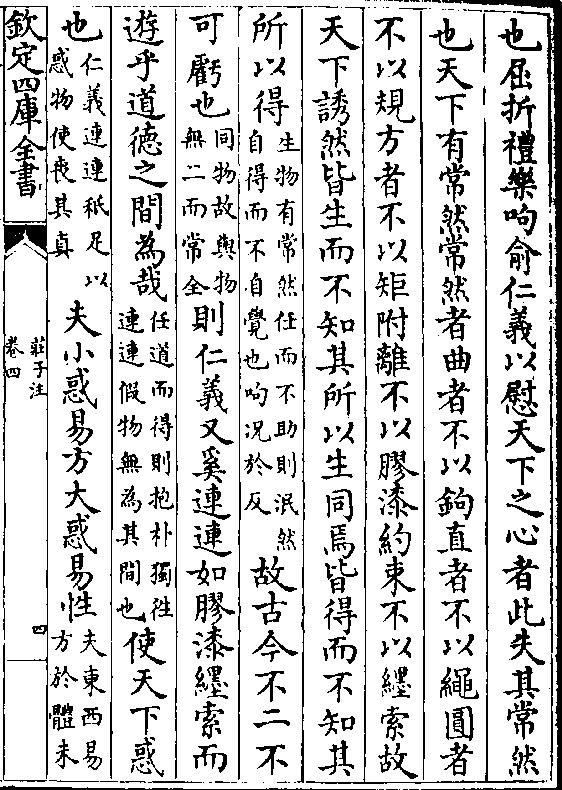 也屈折禮樂呴俞仁義以慰天下之心者此失其常然
也天下有常然常然者曲者不以鉤直者不以繩圓者
不以規方者不以矩附離不以膠漆約束不以纆索故
天下誘然皆生而不知其所以生同焉皆得而不知其
所以得生物有常然任而不助則泯然自得而不自覺也呴況於反故古今不二不
可虧也同物故與物無二而常全則仁義又奚連連如膠漆纆索而
遊乎道德之間為哉任道而得則抱朴獨往連連假物無為其間也使天下惑
也仁義連連秪足以惑物使喪其真夫小惑易方大惑易性夫東西易方於體未
欽定四庫全書
莊子注
卷四
四